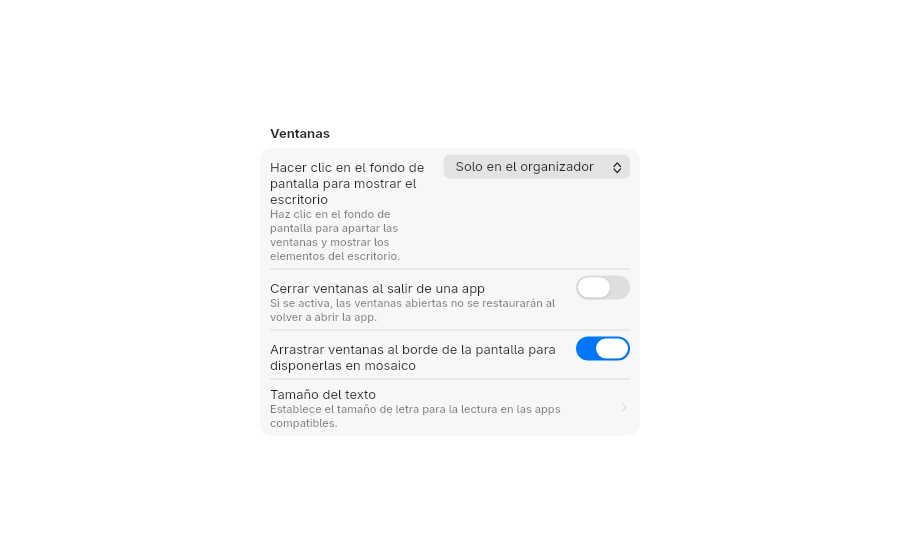 Ventanas
Hacer clic en el fondo de
pantalla para mostrar el
escritorio
Solo en el organizador
Haz clic en el fondo de
pantalla para apartar las
ventanas y mostrar los
elementos del escritorio.
Cerrar ventanas al salir de una app
Si se activa, las ventanas abiertas no se restaurarán al
volver a abrir la app.
Arrastrar ventanas al borde de la pantalla para
disponerlas en mosaico
Tamaño del texto
Establece el tamaño de letra para la lectura en las apps
compatibles.